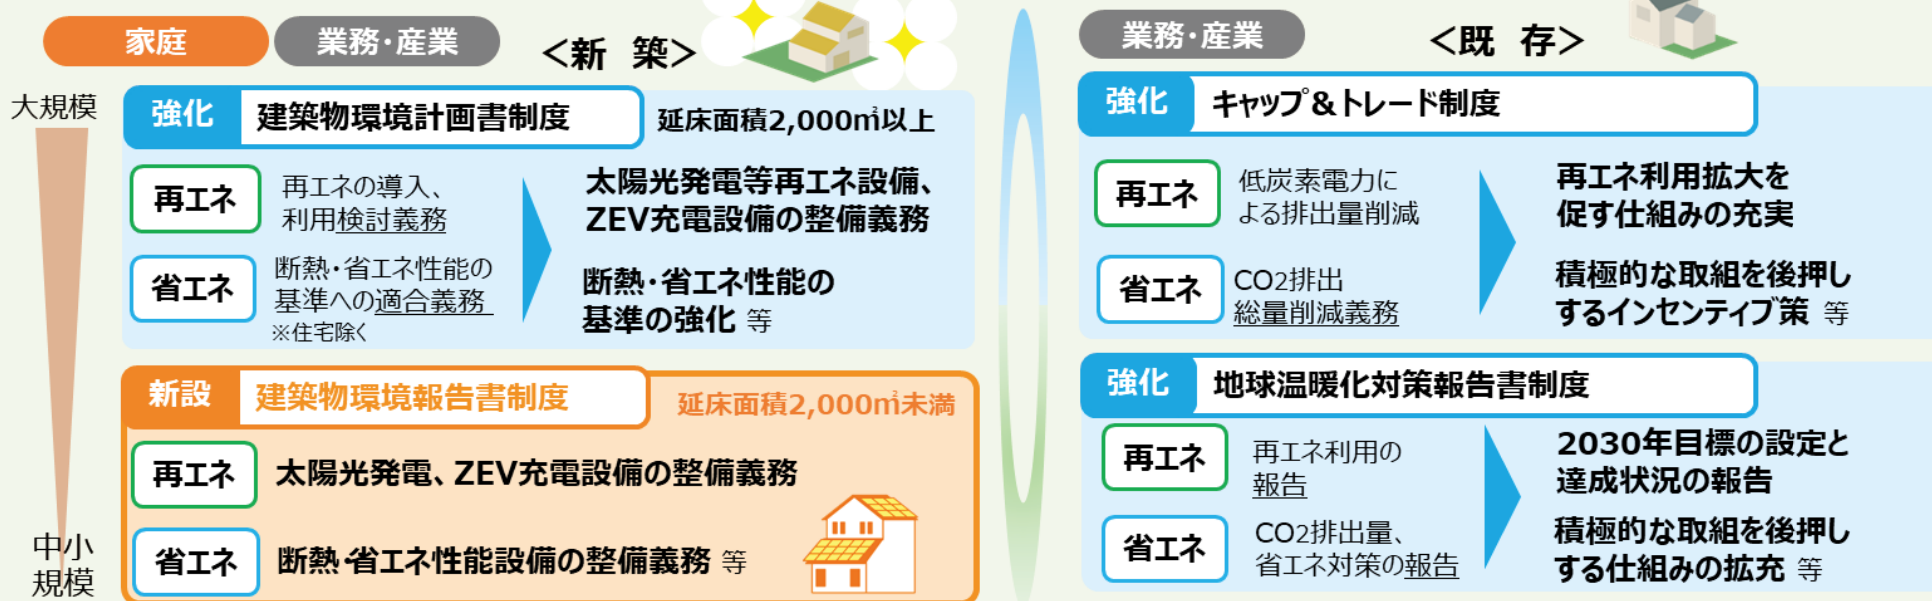 家庭
業務・産業
＜新 築＞
大規模
中小
規模
強化
建築物環境計画書制度
延床面積2,000㎡以上
再エネ
再エネの導入、
利用検討義務
太陽光発電等再エネ設備、
ZEV充電設備の整備義務
省エネ
断熱・省エネ性能の
基準への適合義務
※住宅除く
断熱・省エネ性能の
基準の強化 等
新設
建築物環境報告書制度
延床面積2,000㎡未満
再エネ
太陽光発電、ZEV充電設備の整備義務
省エネ
断熱・省エネ性能設備の整備義務 等
業務・産業
＜既 存＞
強化
キャップ＆トレード制度
再エネ
低炭素電力に
よる排出量削減
再エネ利用拡大を
促す仕組みの充実
省エネ
CO2排出
総量削減義務
積極的な取組を後押し
するインセンティブ策 等
強化
地球温暖化対策報告書制度
再エネ
再エネ利用の
報告
2030年目標の設定と
達成状況の報告
省エネ
CO2排出量、
省エネ対策の報告
積極的な取組を後押し
する仕組みの拡充 等